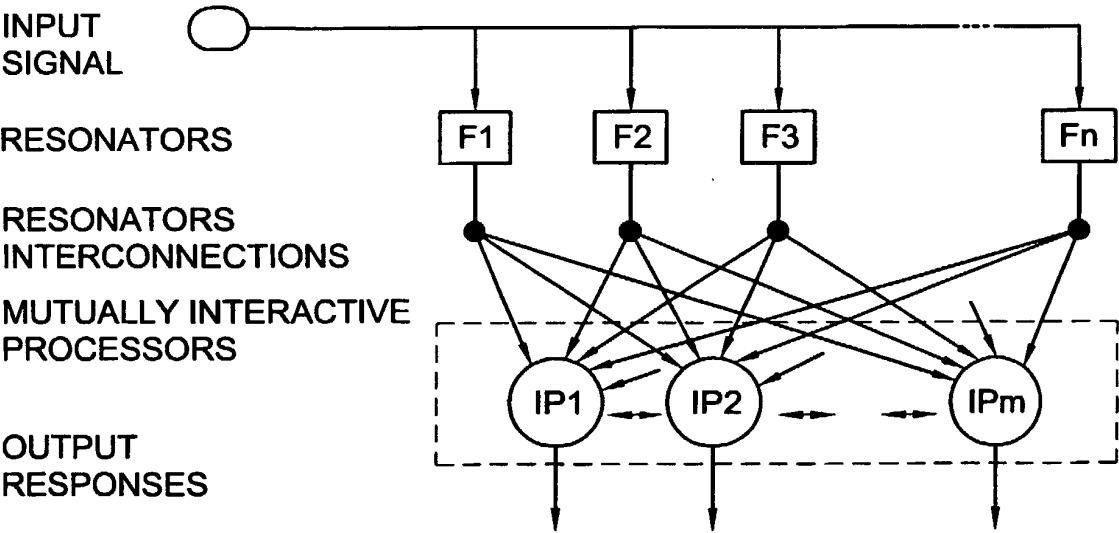 INPUT
SIGNAL
RESONATORS
F1 F2 F3 Fn
RESONATORS
INTERCONNECTIONS
MUTUALLY INTERACTIVE
PROCESSORS
IP1 IP2 IPm
OUTPUT
RESPONSES